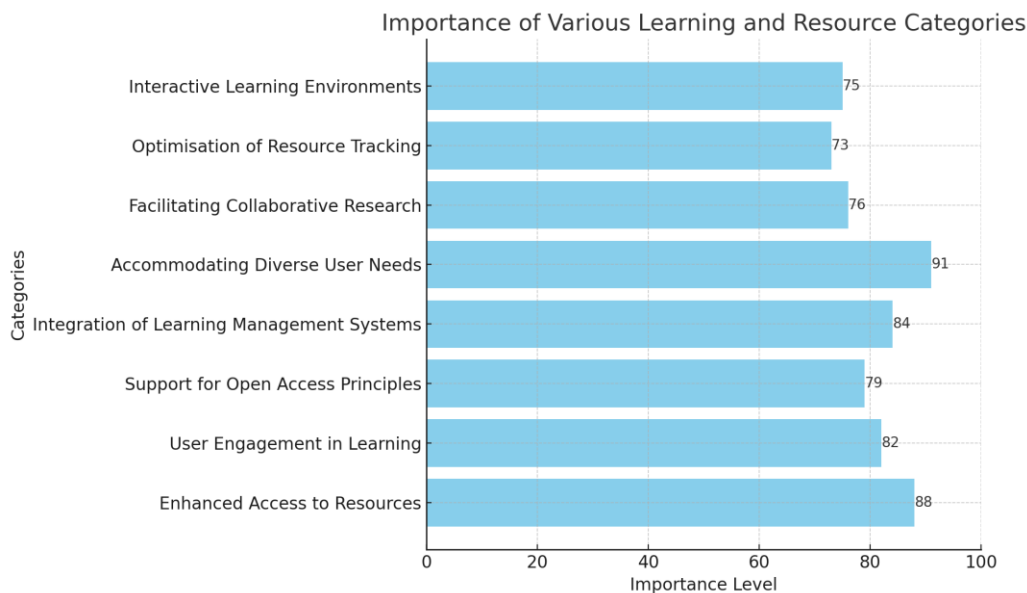 Importance of Various Learning and Resource Categories
Interactive Learning Environments
75
Optimisation of Resource Tracking
73
Facilitating Collaborative Research
76
Accommodating Diverse User Needs
91
Categories
Integration of Learning Management Systems
84
Support for Open Access Principles
79
User Engagement in Learning
82
Enhanced Access to Resources
88
0 20 40 60 80 100
Importance Level